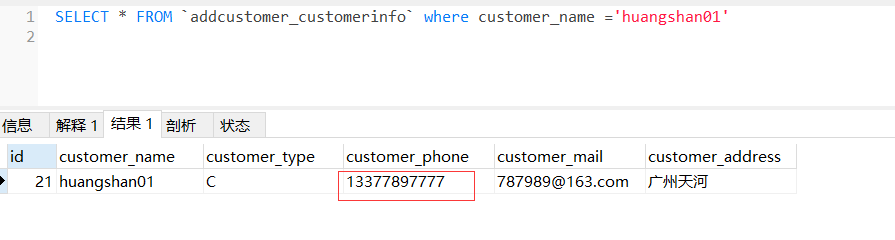 1 SELECT * FROM `addcustomer_customerinfo` where customer_name ='huangshan01'
2
信息 解释 1 结果 1 剖析 状态
id customer_name customer_type customer_phone customer_mail customer_address
21 huangshan01 C 13377897777 787989@163.com 广州天河